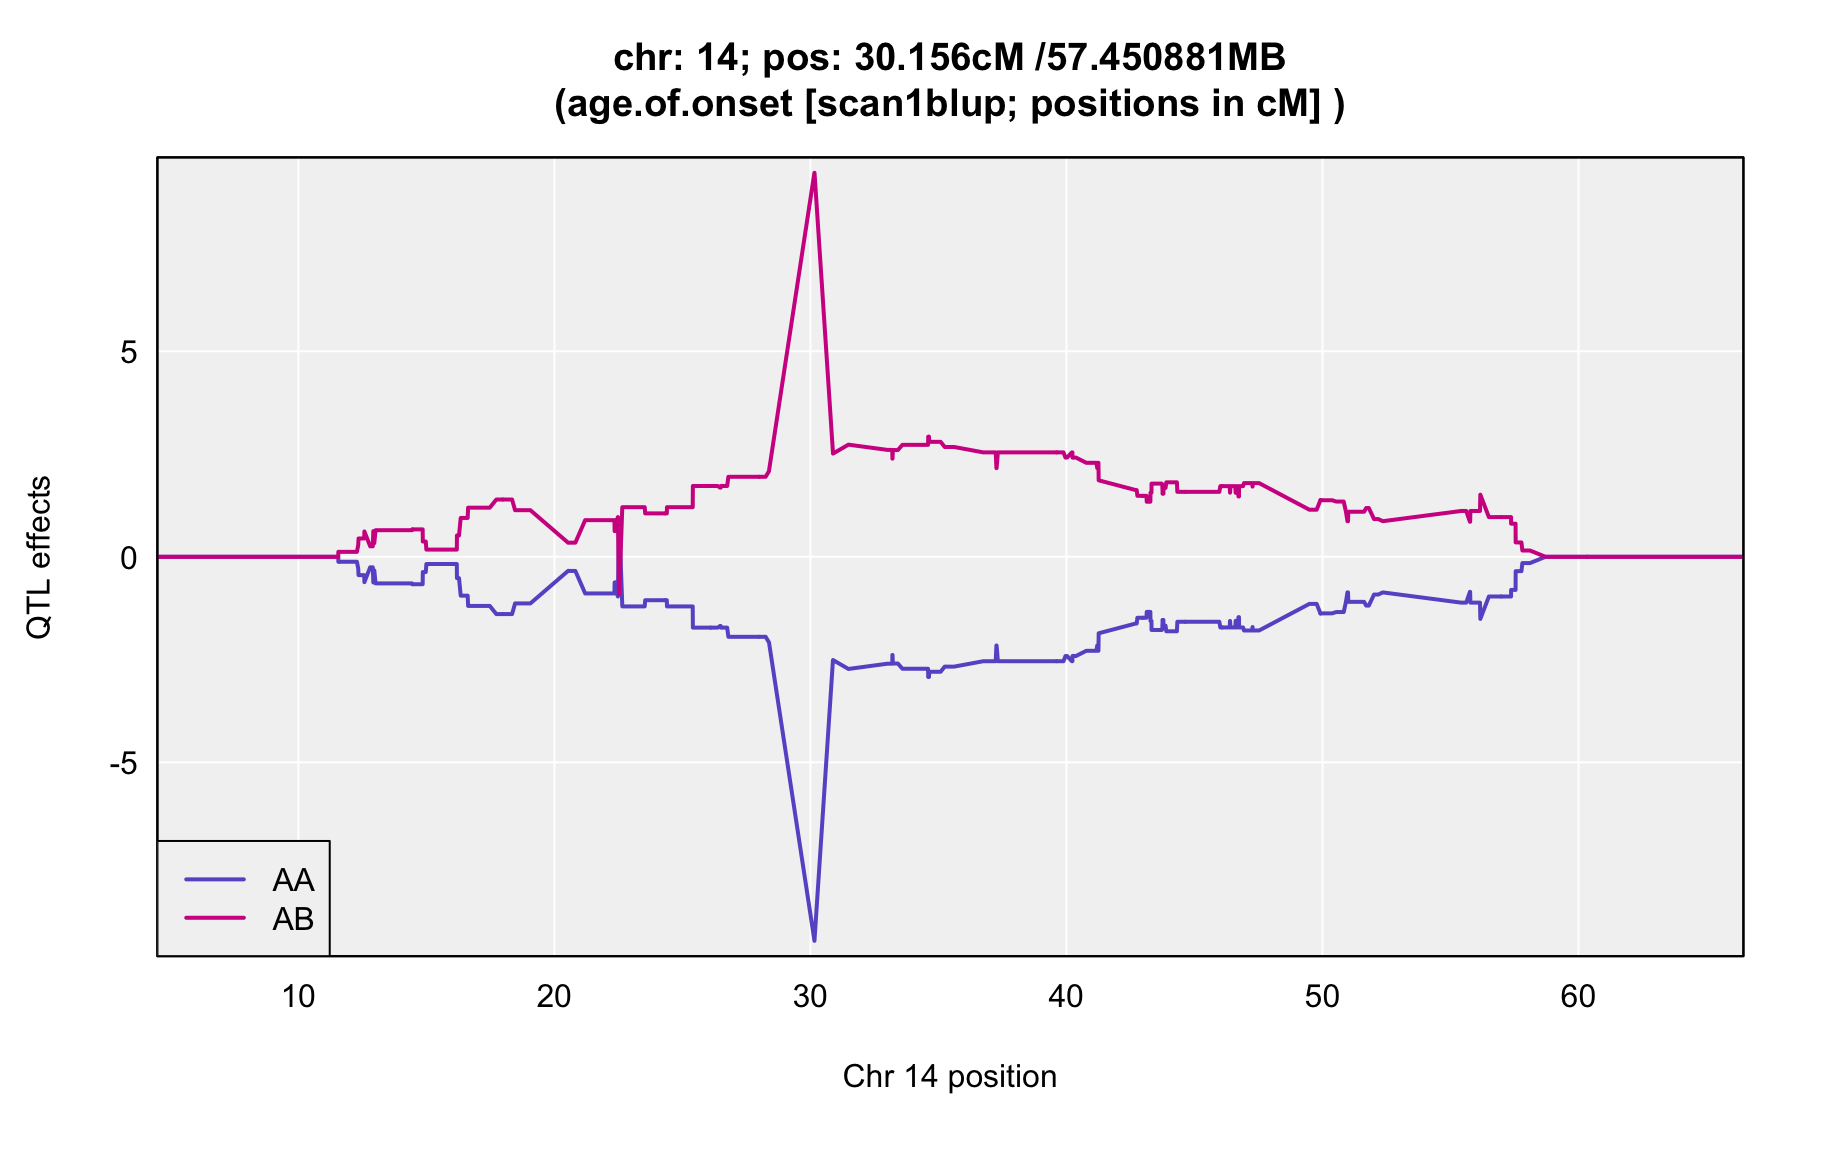 chr: 14; pos: 30.156cM /57.450881MB
(age.of.onset [scan1blup; positions in cM] )
QTL effects
5
0
-5
AA
AB
10 20 30 40 50 60
Chr 14 position